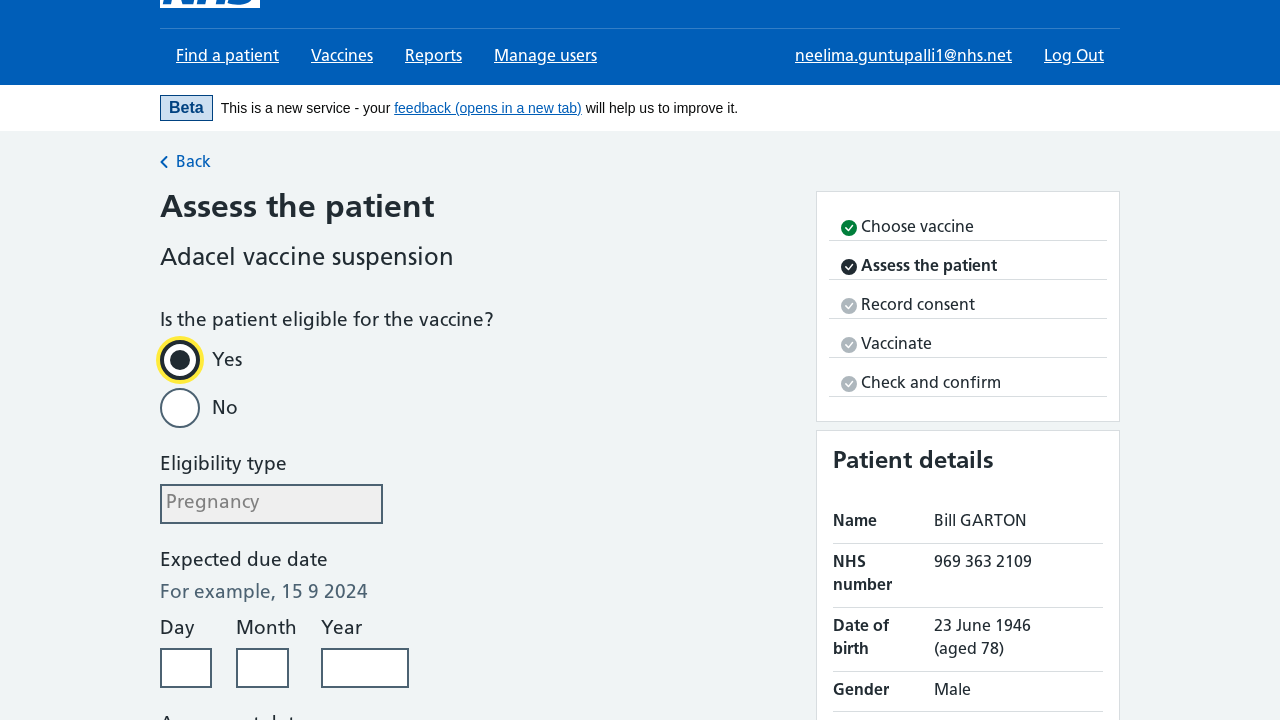 NHS
Find a patient Vaccines Reports Manage users neelima.guntupalli1@nhs.net Log Out
Beta This is a new service - your feedback (opens in a new tab) will help us to improve it.
Back
Assess the patient
Adacel vaccine suspension
Is the patient eligible for the vaccine?
Yes
No
Eligibility type
Pregnancy
Expected due date
For example, 15 9 2024
Day Month Year
Choose vaccine
Assess the patient
Record consent
Vaccinate
Check and confirm
Patient details
Name Bill GARTON
NHS number 969 363 2109
Date of birth 23 June 1946 (aged 78)
Gender Male